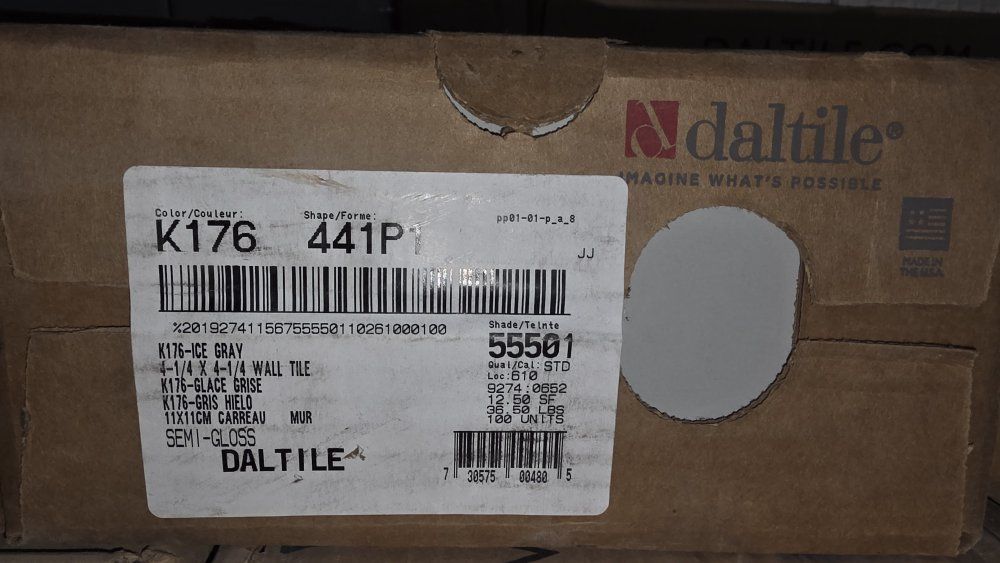 DALTILE.COM
daltile®
IMAGINE WHAT'S POSSIBLE
MADE IN
THE U.S.A.
Color/Couleur: Shape/Forme: pp01-01-p_a_8
K176 441P1 JJ
%20192741156755550110261000100
Shade/Teinte
55501
K176-ICE GRAY
4-1/4 X 4-1/4 WALL TILE
K176-GLACE GRISE
K176-GRIS HIELO
11X11CM CARREAU MUR
SEMI-GLOSS
DALTILE
Qual/Cal: STD
Loc: 610
9274:0652
12.50 SF
36.50 LBS
100 UNITS
7 30575 00480 5